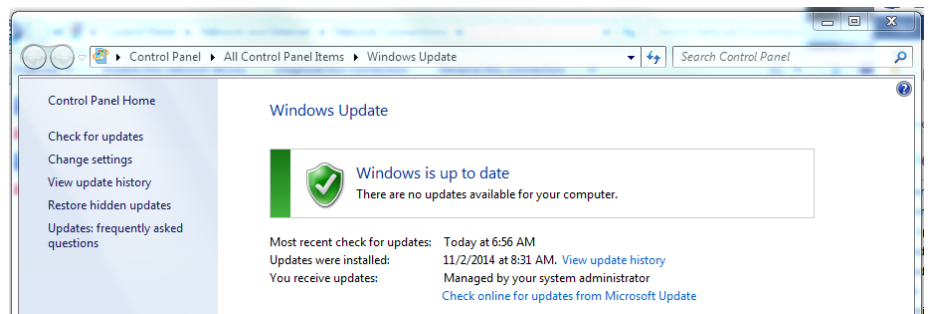 Control Panel ▸ All Control Panel Items ▸ Windows Update
Search Control Panel
Control Panel Home
Check for updates
Change settings
View update history
Restore hidden updates
Updates: frequently asked
questions
Windows Update
Windows is up to date
There are no updates available for your computer.
Most recent check for updates: Today at 6:56 AM
Updates were installed: 11/2/2014 at 8:31 AM. View update history
You receive updates: Managed by your system administrator
Check online for updates from Microsoft Update